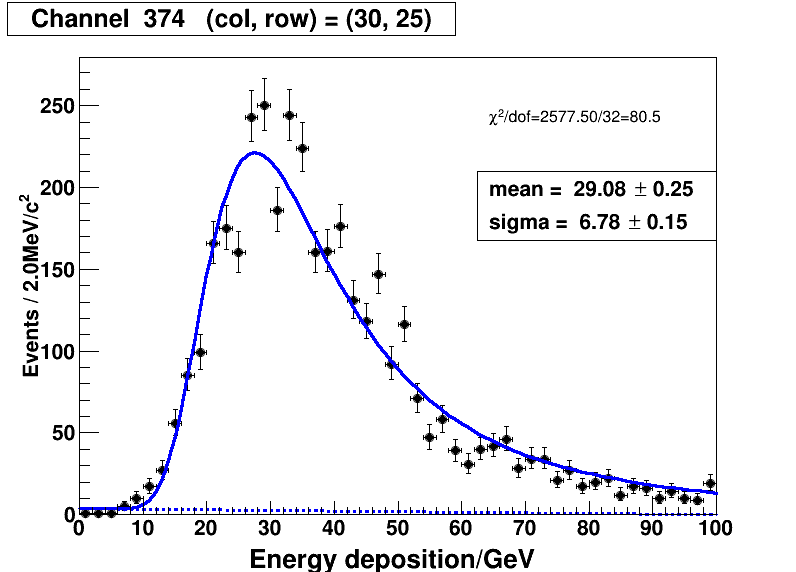 Channel 374 (col, row) = (30, 25)
χ²/dof=2577.50/32=80.5
mean = 29.08 ± 0.25
sigma = 6.78 ± 0.15
Events / 2.0MeV/c²
250
200
150
100
50
0
0 10 20 30 40 50 60 70 80 90 100
Energy deposition/GeV